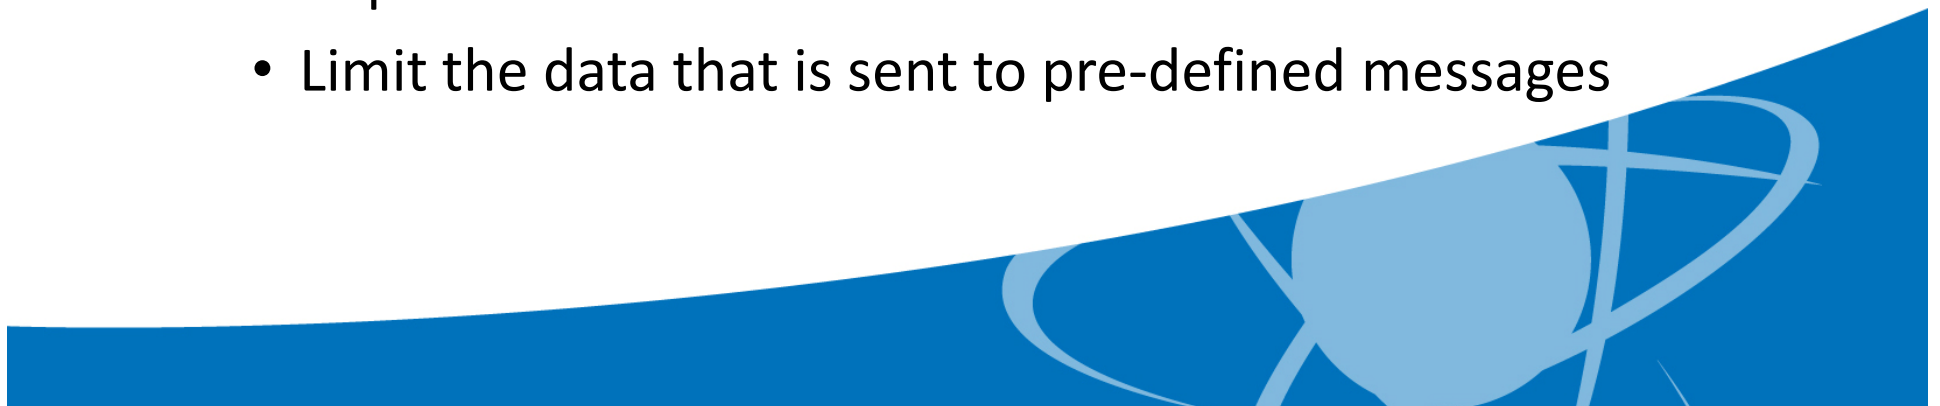 • Limit the data that is sent to pre-defined messages